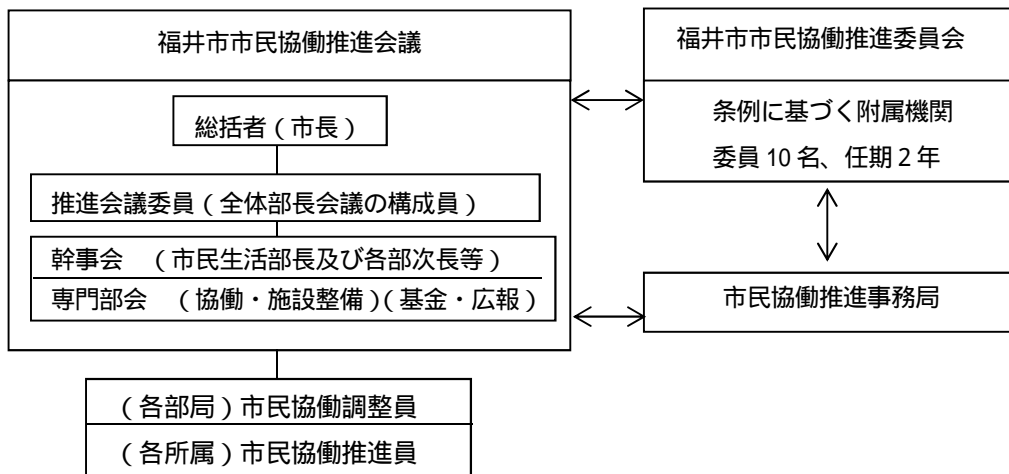 福井市市民協働推進会議
総括者(市長)
推進会議委員(全体部長会議の構成員)
幹事会 (市民生活部長及び各部次長等)
専門部会 (協働・施設整備)(基金・広報)
(各部局)市民協働調整員
(各所属)市民協働推進員
福井市市民協働推進委員会
条例に基づく附属機関
委員 10 名、任期 2 年
市民協働推進事務局